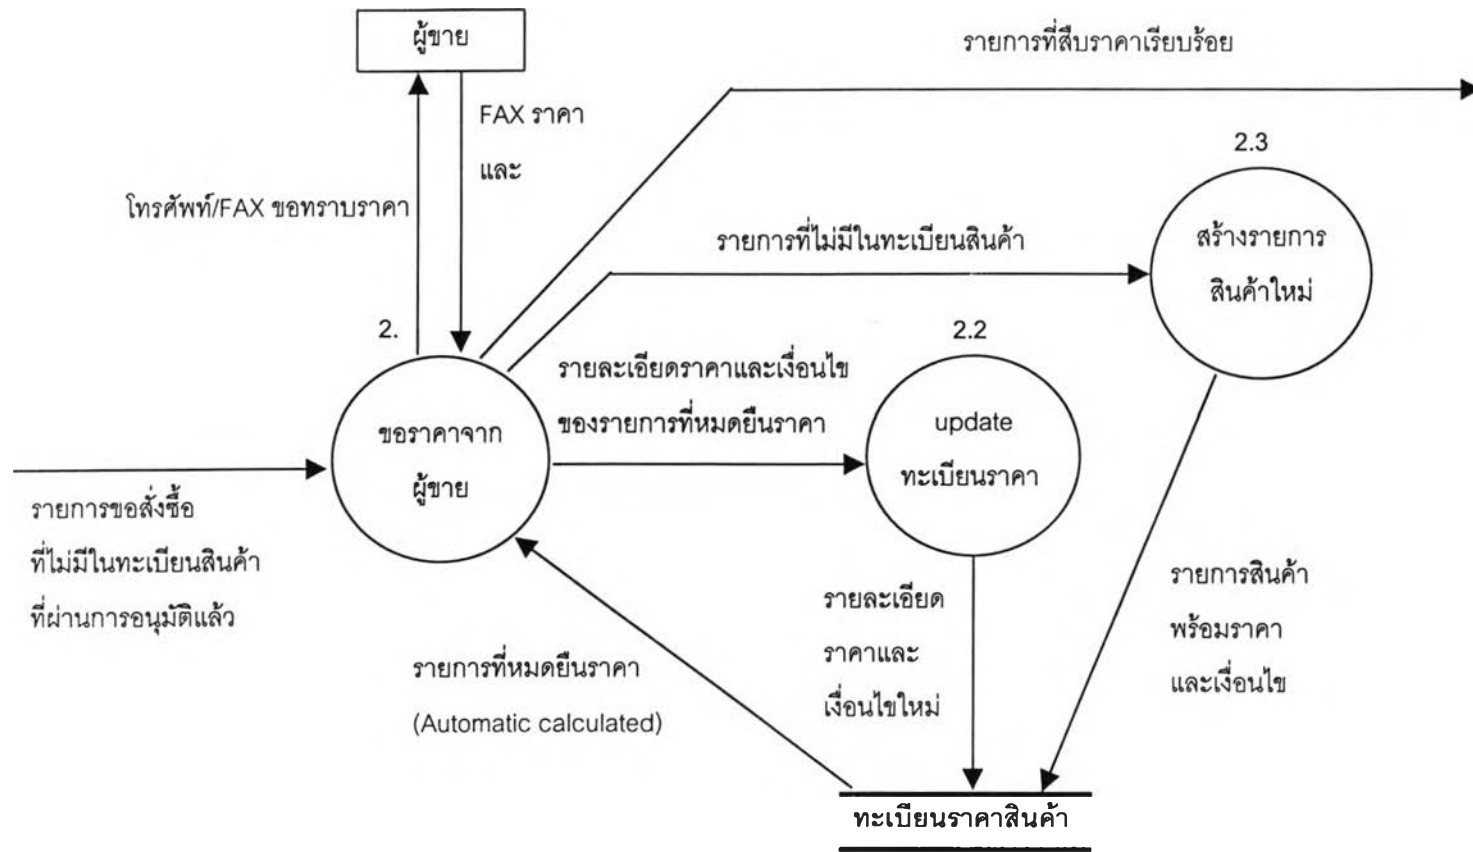 ผู้ขาย
รายการที่สืบราคาเรียบร้อย
FAX ราคา
และ
โทรศัพท์/FAX ขอทราบราคา
2.3
สร้างรายการ
สินค้าใหม่
รายการที่ไม่มีในทะเบียนสินค้า
2.
ขอราคาจาก
ผู้ขาย
รายละเอียดราคาและเงื่อนไข
ของรายการที่หมดยืนราคา
2.2
update
ทะเบียนราคา
รายการขอสั่งซื้อ
ที่ไม่มีในทะเบียนสินค้า
ที่ผ่านการอนุมัติแล้ว
รายการที่หมดยืนราคา
(Automatic calculated)
รายละเอียด
ราคาและ
เงื่อนไขใหม่
รายการสินค้า
พร้อมราคา
และเงื่อนไข
ทะเบียนราคาสินค้า